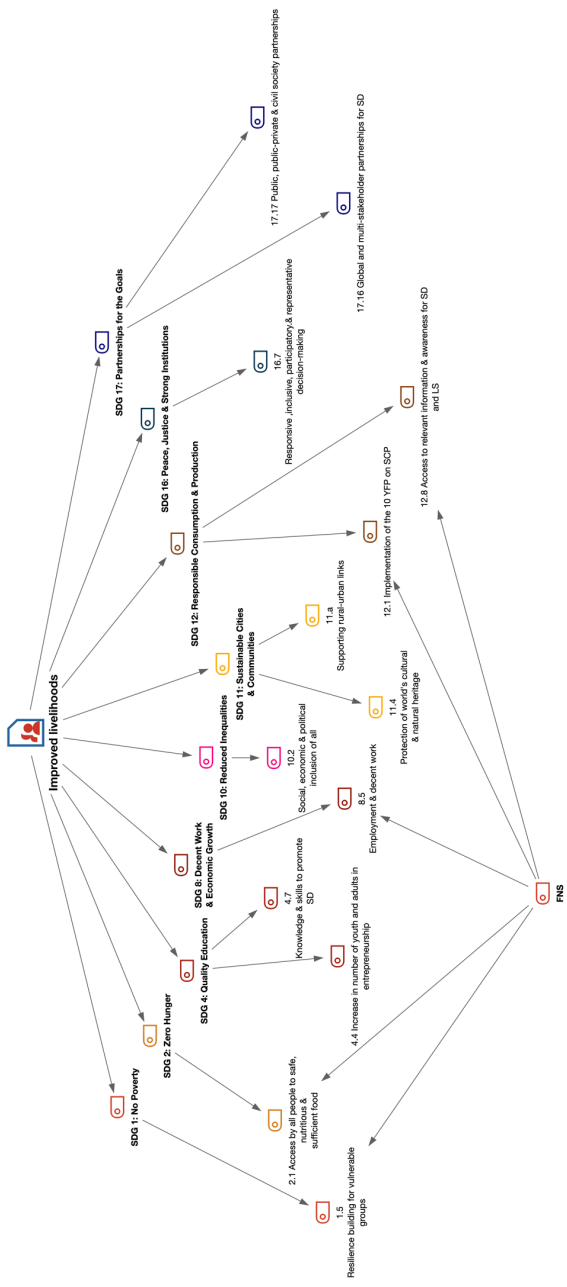 Improved livelihoods
SDG 1: No Poverty
SDG 2: Zero Hunger
SDG 4: Quality Education
SDG 8: Decent Work
& Economic Growth
SDG 10: Reduced Inequalities
SDG 11: Sustainable Cities
& Communities
SDG 12: Responsible Consumption & Production
SDG 16: Peace, Justice & Strong Institutions
SDG 17: Partnerships for the Goals
1.5
Resilience building for vulnerable
groups
2.1 Access by all people to safe,
nutritious &
sufficient food
4.4 Increase in number of youth and adults in
entrepreneurship
4.7
Knowledge & skills to promote
SD
8.5
Employment & decent work
10.2
Social, economic & political
inclusion of all
11.4
Protection of world's cultural
& natural heritage
11.a
Supporting rural-urban links
12.1 Implementation of the 10 YFP on SCP
12.8 Access to relevant information & awareness for SD
and LS
16.7
Responsive ,inclusive, participatory.& representative
decision-making
17.16 Global and multi-stakeholder partnerships for SD
17.17 Public, public-private & civil society partnerships
FNS